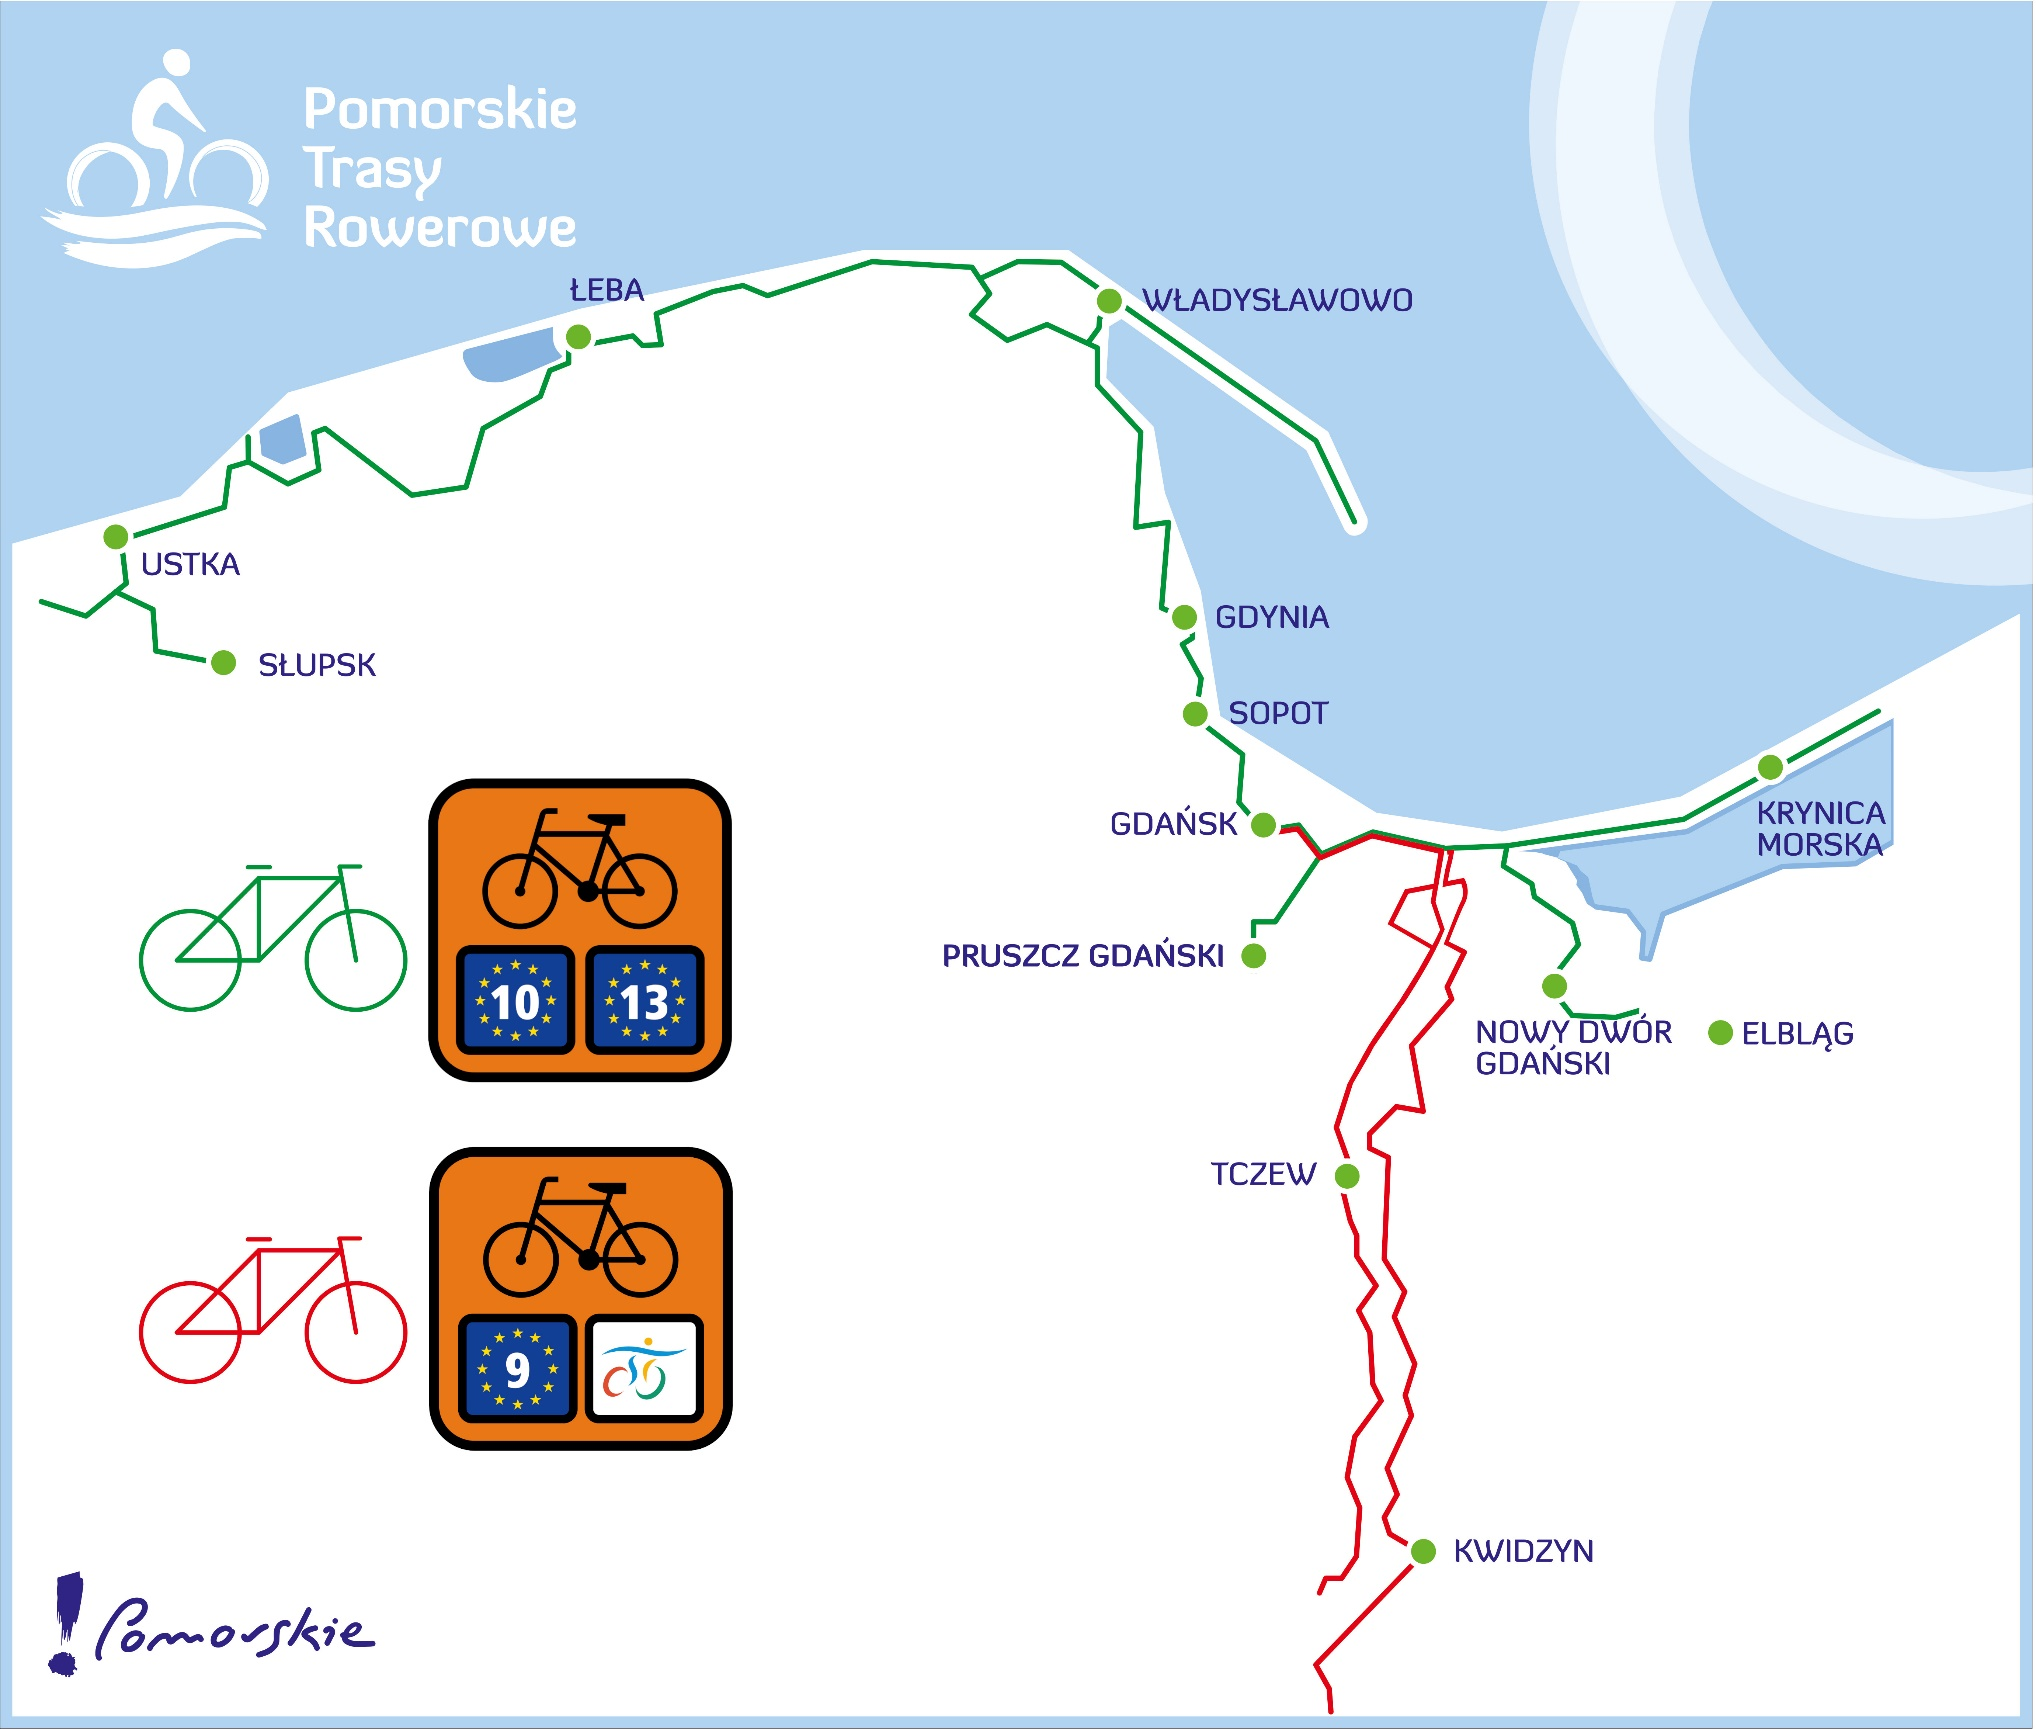 Pomorskie
Trasy
Rowerowe
ŁEBA
WŁADYSŁAWOWO
USTKA
GDYNIA
SŁUPSK
SOPOT
GDAŃSK
KRYNICA
MORSKA
PRUSZCZ GDAŃSKI
10 13
NOWY DWÓR
GDAŃSKI
ELBLĄG
TCZEW
9
KWIDZYN
! Pomorskie